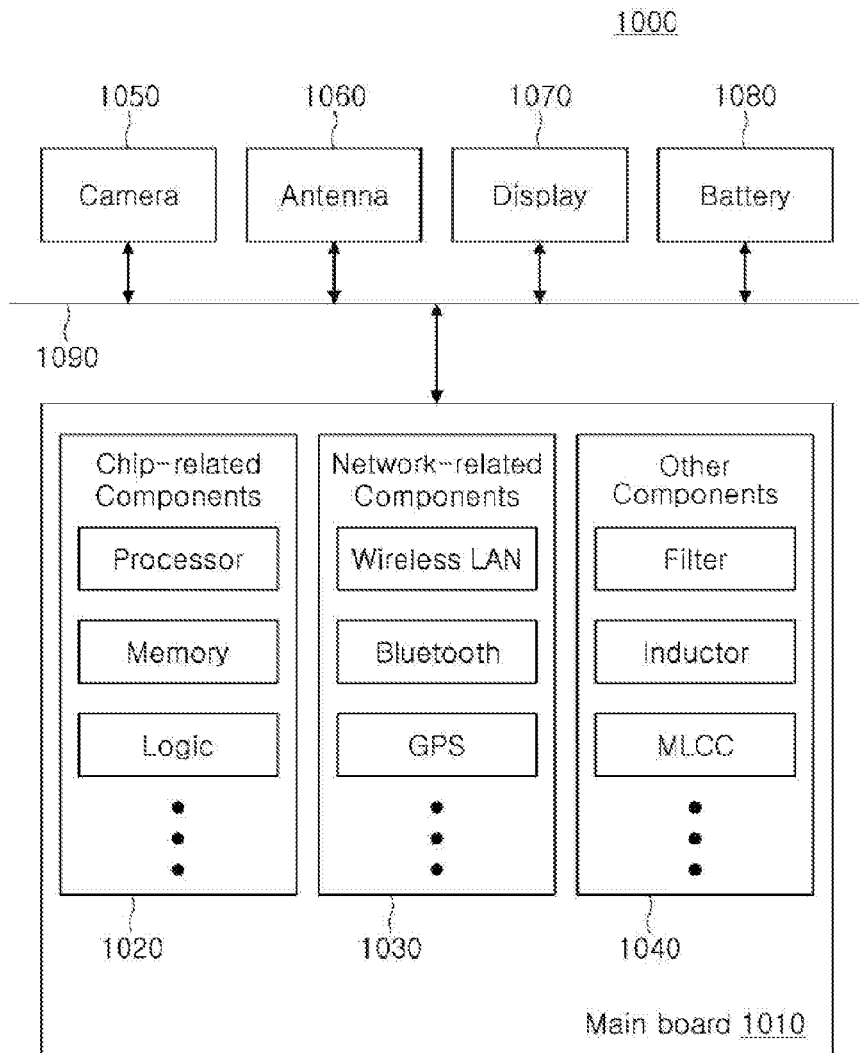 1000
1050 1060 1070 1080
Camera Antenna Display Battery
1090
Chip-related Components
Network-related Components
Other Components
Processor Wireless LAN Filter
Memory Bluetooth Inductor
Logic GPS MLCC
1020 1030 1040
Main board 1010